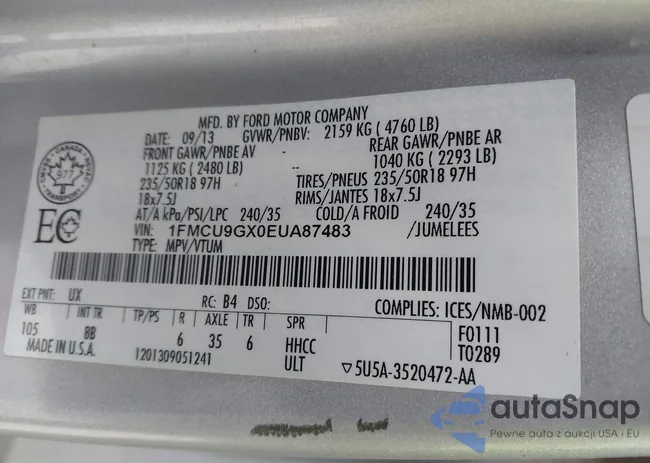 MFD. BY FORD MOTOR COMPANY
DATE: 09/13 GVWR/PNBV: 2159 KG ( 4760 LB)
FRONT GAWR/PNBE AV - REAR GAWR/PNBE AR
1125 KG ( 2480 LB) - 1040 KG ( 2293 LB)
235/50R18 97H TIRES/PNEUS 235/50R18 97H
18x7.5J RIMS/JANTES 18x7.5J
AT/A kPa/PSI/LPC 240/35 COLD/A FROID 240/35
VIN: 1FMCU9GX0EUA87483 /JUMELEES
TYPE: MPV/VTUM
CANADA
977
TRANSPORT
EC
EXT PNT: UX RC: B4 DSO: COMPLIES: ICES/NMB-002
WB INT TR TP/PS R AXLE TR SPR F0111
105 8B 6 35 6 HHCC T0289
MADE IN U.S.A. 1201309051241 ULT ▽5U5A-3520472-AA
autaSnap
Pewne auta z aukcji USA i EU